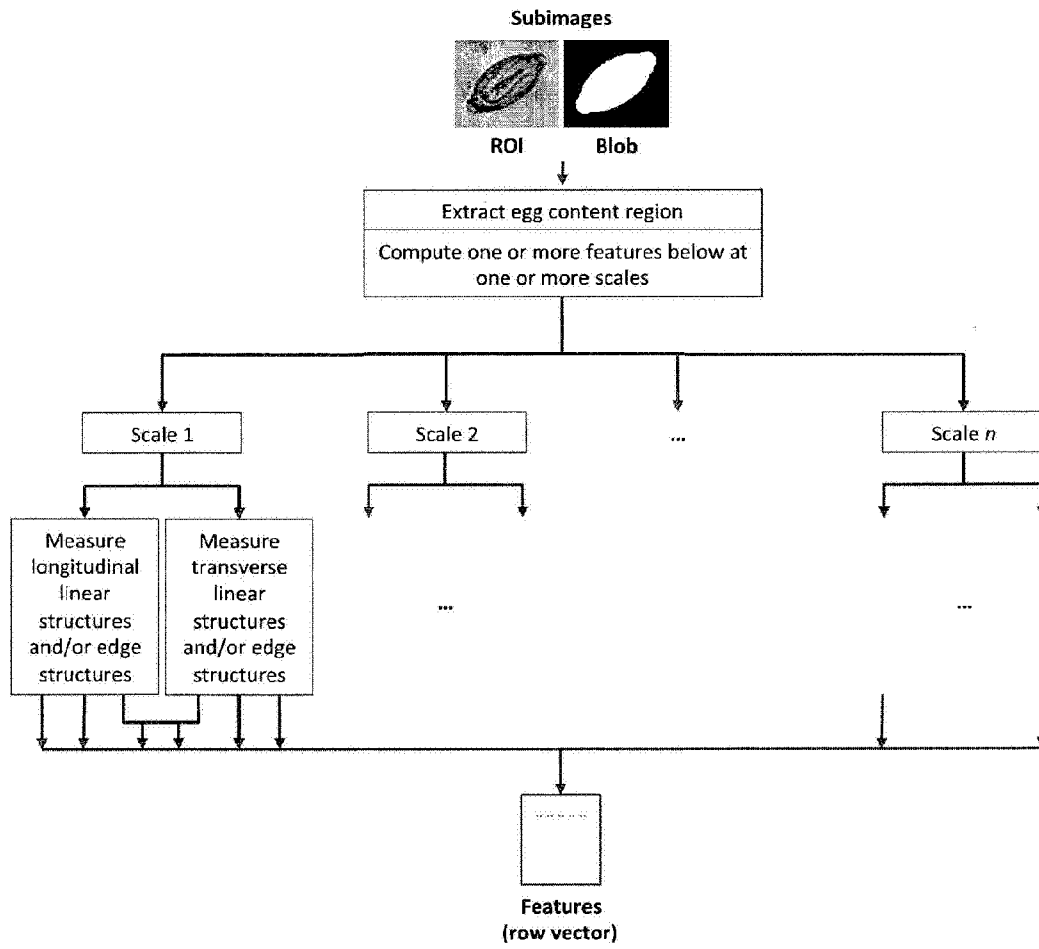 Subimages
ROI
Blob
Extract egg content region
Compute one or more features below at
one or more scales
Scale 1
Scale 2
...
Scale n
Measure
longitudinal
linear
structures
and/or edge
structures
Measure
transverse
linear
structures
and/or edge
structures
...
...
Features
(row vector)